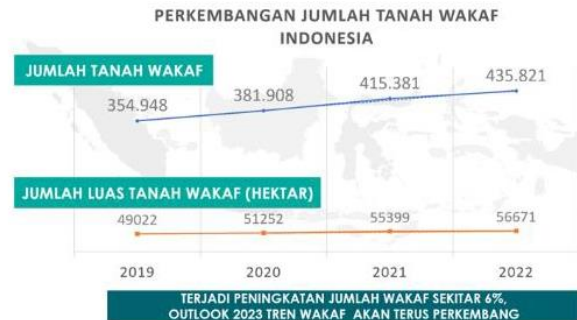 PERKEMBANGAN JUMLAH TANAH WAKAF
INDONESIA
JUMLAH TANAH WAKAF
354.948
381.908
415.381
435.821
JUMLAH LUAS TANAH WAKAF (HEKTAR)
49022
51252
55399
56671
2019
2020
2021
2022
TERJADI PENINGKATAN JUMLAH WAKAF SEKITAR 6%,
OUTLOOK 2023 TREN WAKAF AKAN TERUS PERKEMBANG